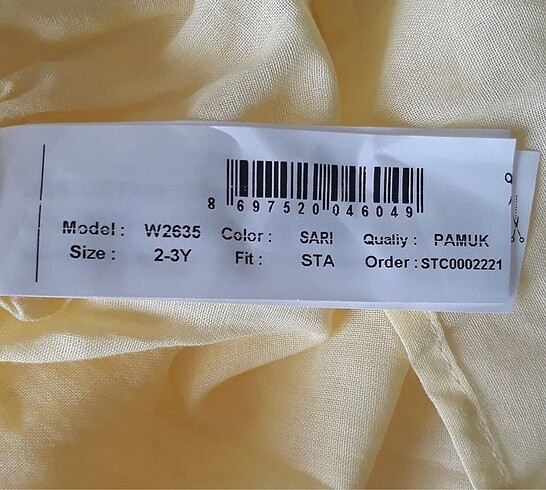 8 697520 046049
Model : W2635 Color : SARI Qualiy : PAMUK
Size : 2-3Y Fit : STA Order : STC0002221